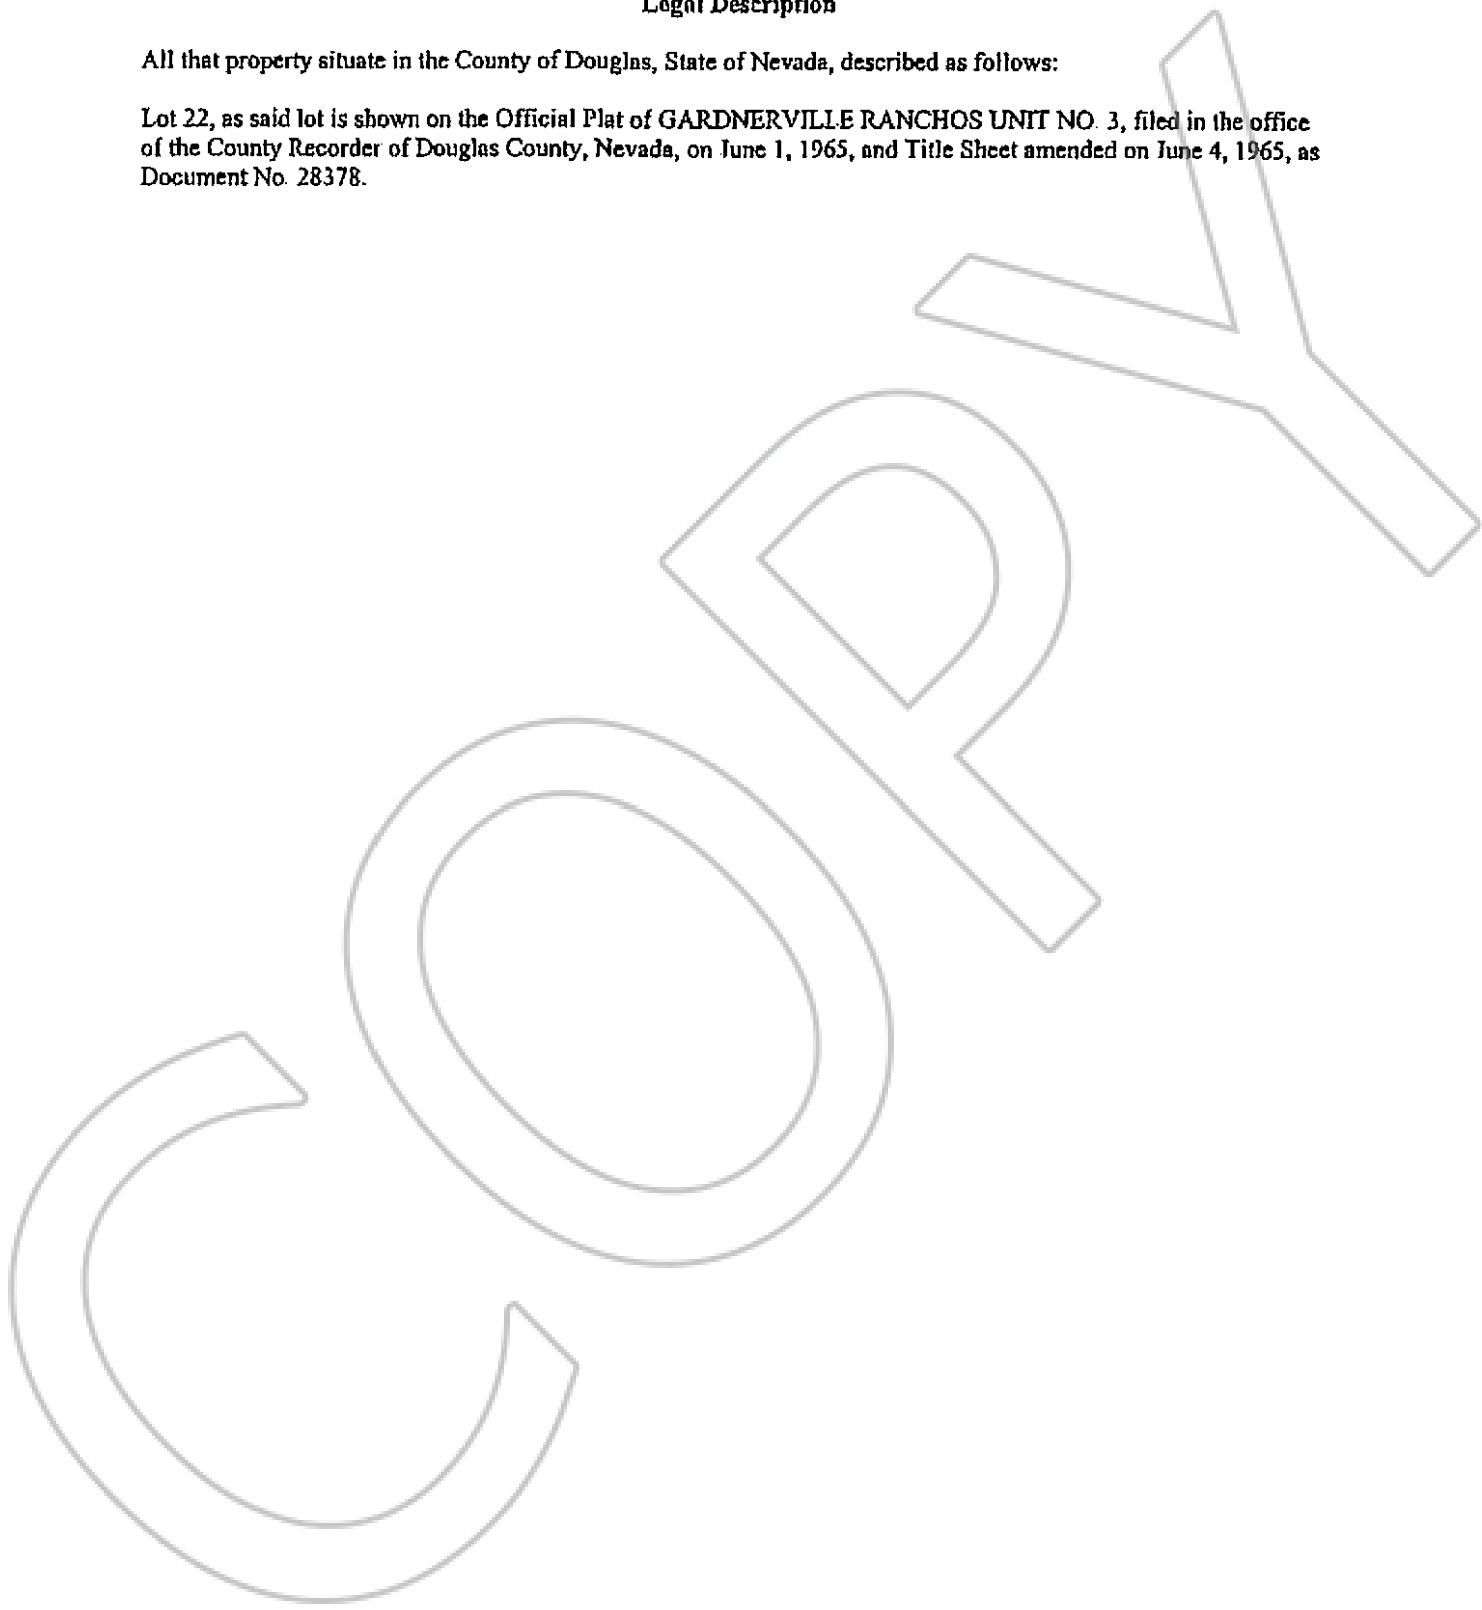 Legal Description
All that property situate in the County of Douglas, State of Nevada, described as follows:
Lot 22, as said lot is shown on the Official Plat of GARDNERVILLE RANCHOS UNIT NO. 3, filed in the office
of the County Recorder of Douglas County, Nevada, on June 1, 1965, and Title Sheet amended on June 4, 1965, as
Document No. 28378.
COPY